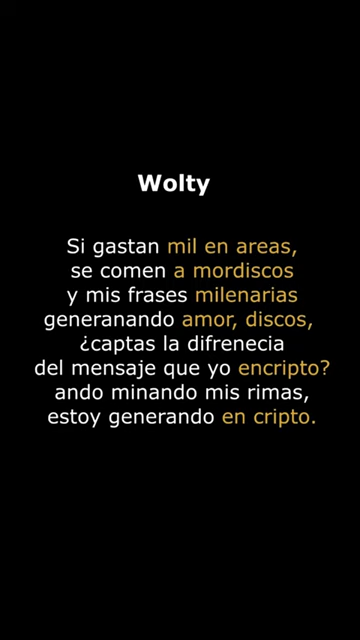 Wolty
Si gastan mil en areas,
se comen a mordiscos
y mis frases milenarias
generanando amor, discos,
¿captas la difrenecia
del mensaje que yo encripto?
ando minando mis rimas,
estoy generando en cripto.